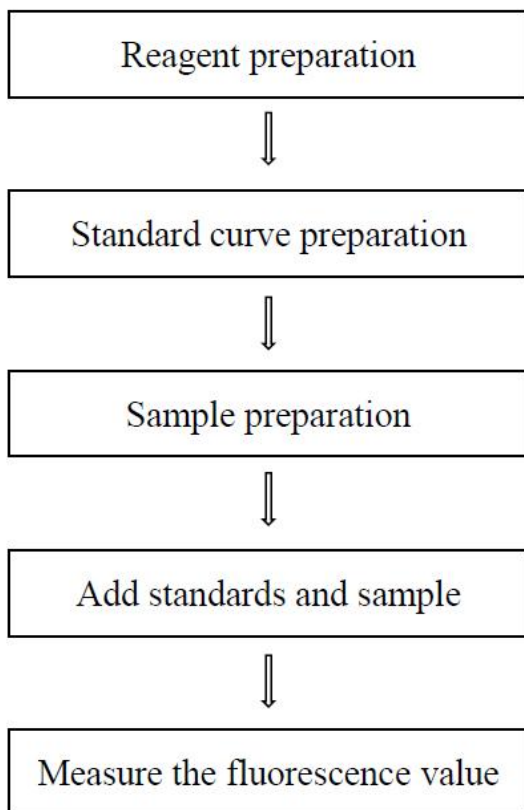 Reagent preparation
Standard curve preparation
Sample preparation
Add standards and sample
Measure the fluorescence value